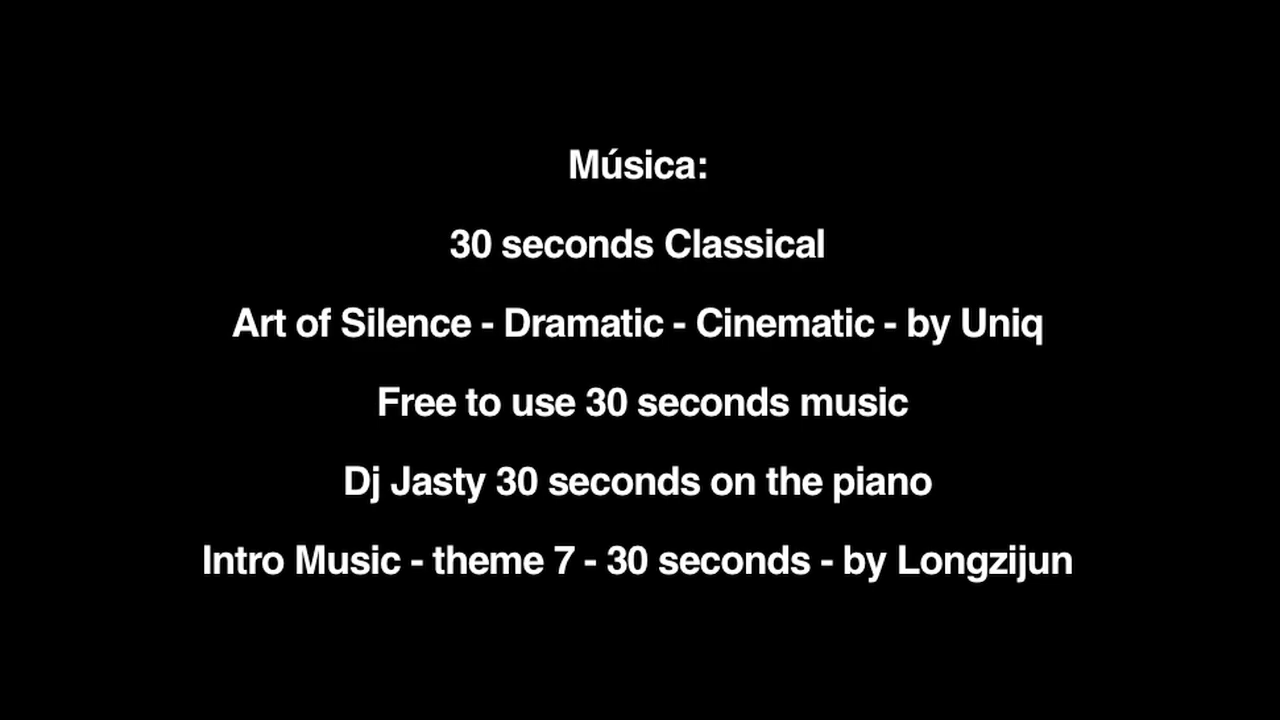 Música:
30 seconds Classical
Art of Silence - Dramatic - Cinematic - by Uniq
Free to use 30 seconds music
Dj Jasty 30 seconds on the piano
Intro Music - theme 7 - 30 seconds - by Longzijun